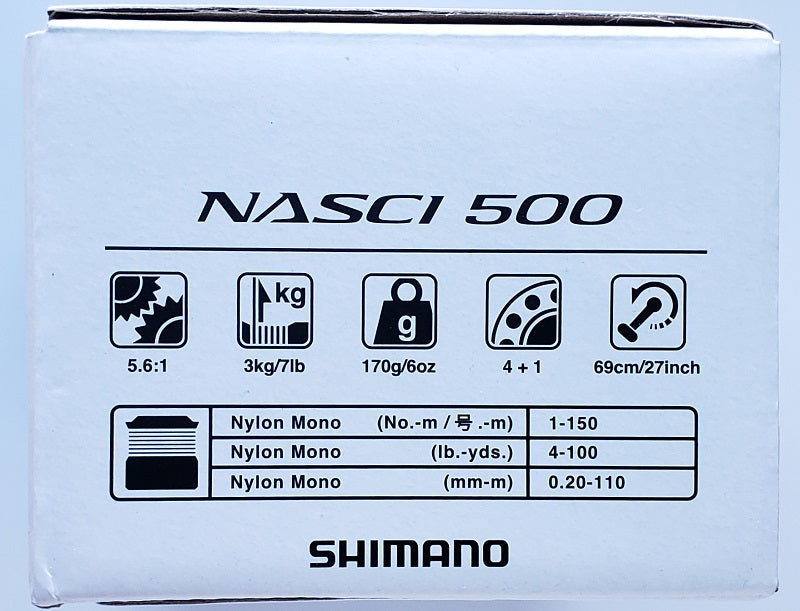 NASCI 500
kg g
5.6:1 3kg/7lb 170g/6oz 4 + 1 69cm/27inch
Nylon Mono (No.-m / 号 .-m) 1-150
Nylon Mono (lb.-yds.) 4-100
Nylon Mono (mm-m) 0.20-110
SHIMANO